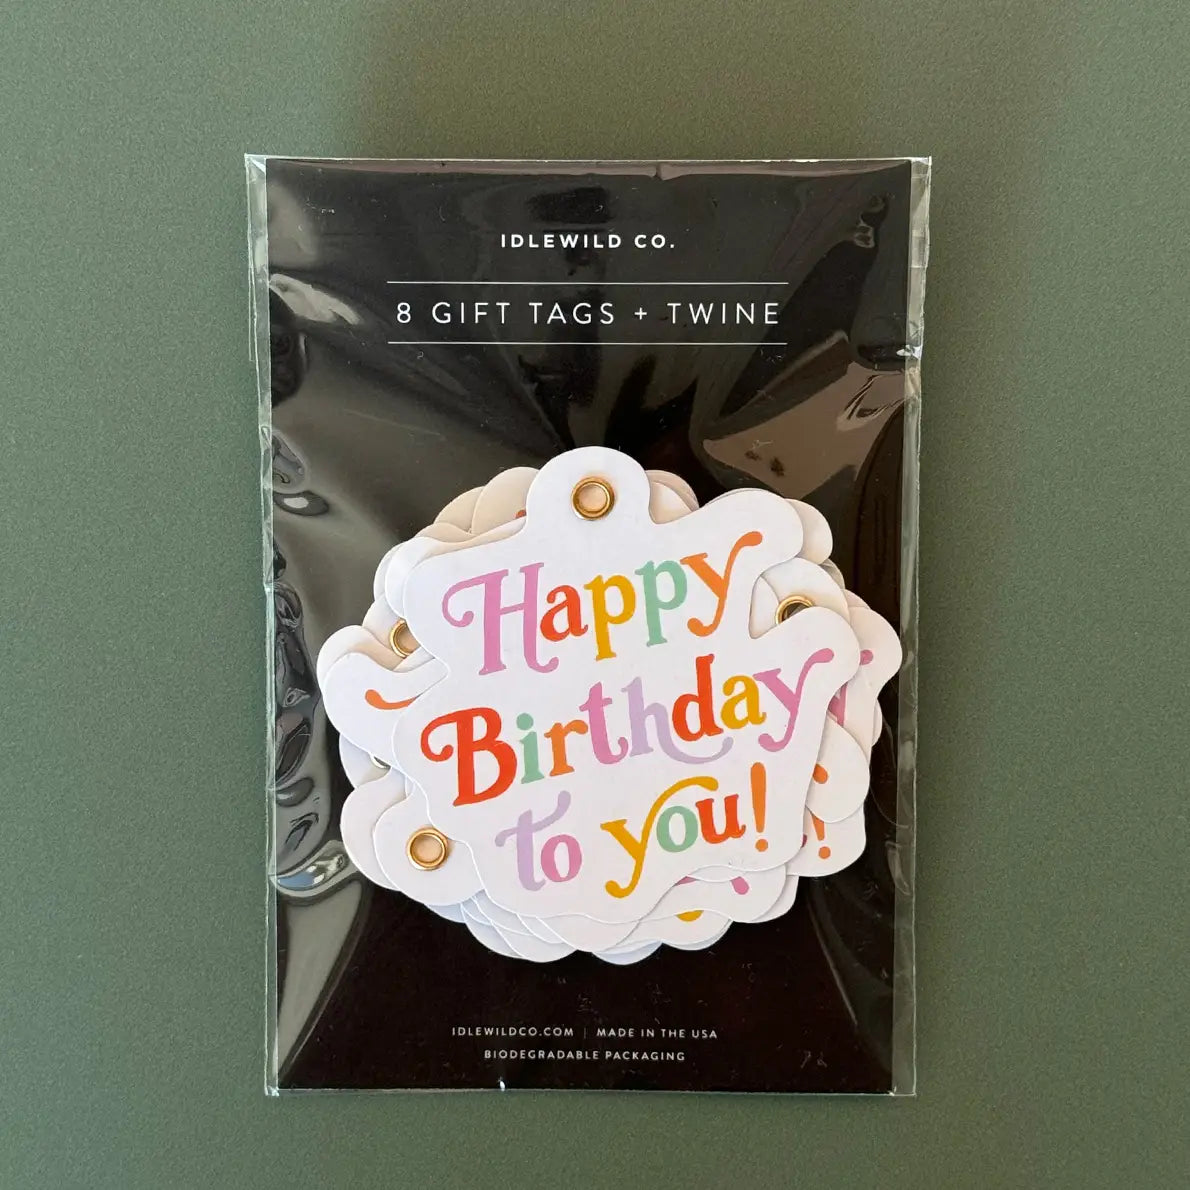 IDLEWILD CO.
8 GIFT TAGS + TWINE
Happy
Birthday
to you!
IDLEWILDCO.COM | MADE IN THE USA
BIODEGRADABLE PACKAGING